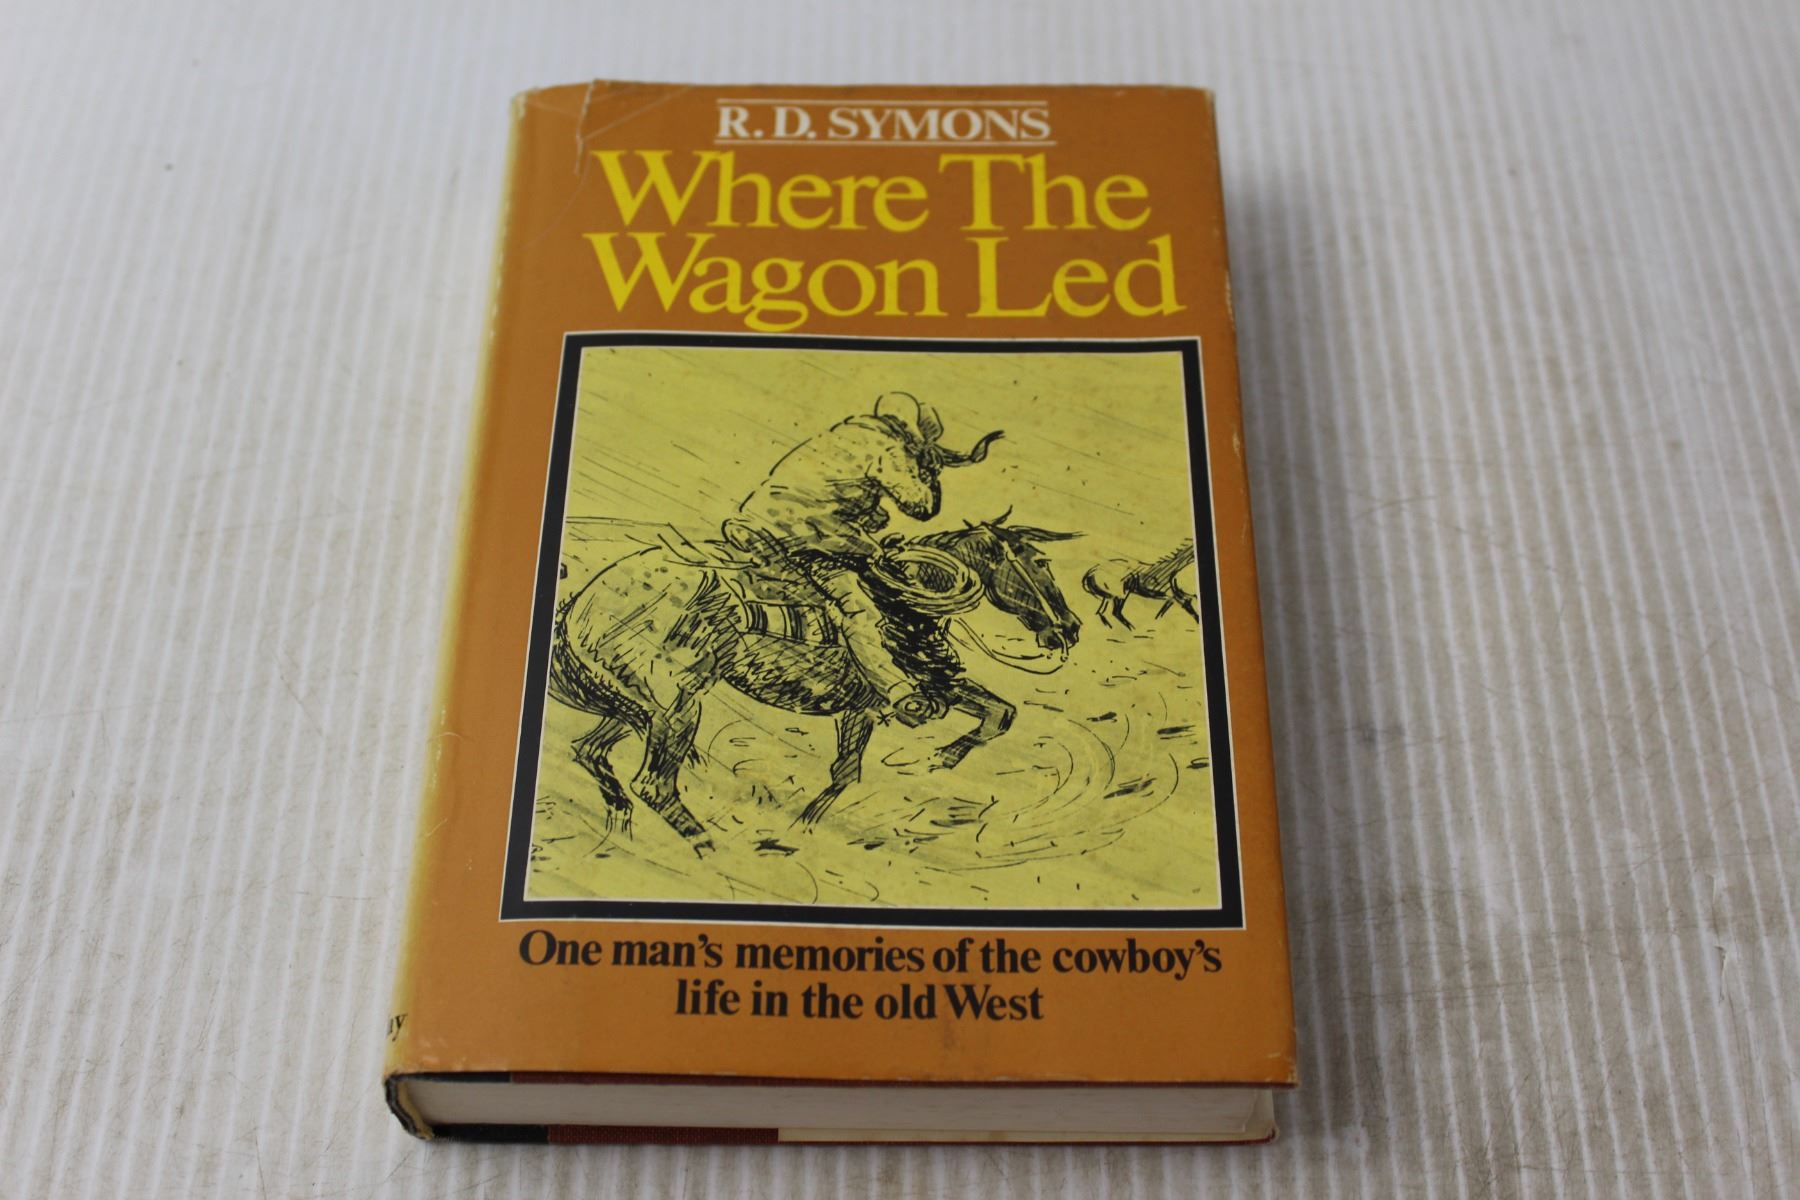 R. D. SYMONS
Where The
Wagon Led
One man's memories of the cowboy's
life in the old West